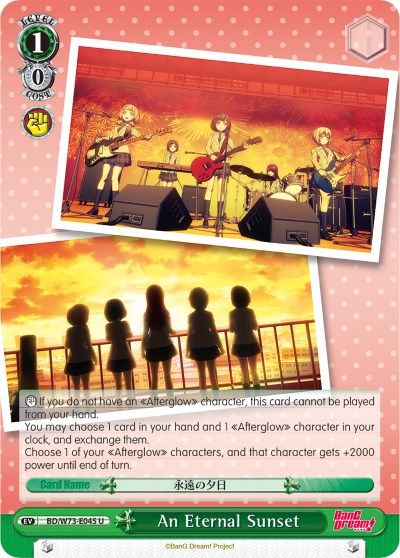 LEVEL
1
0
COST
If you do not have an «Afterglow» character, this card cannot be played
from your hand.
You may choose 1 card in your hand and 1 «Afterglow» character in
your clock, and exchange them.
Choose 1 of your «Afterglow» characters, and that character gets +2000
power until end of turn.
Card Name 永遠の夕日
EV BD/W73-E045 U An Eternal Sunset BanG Dream!
©BanG Dream! Project